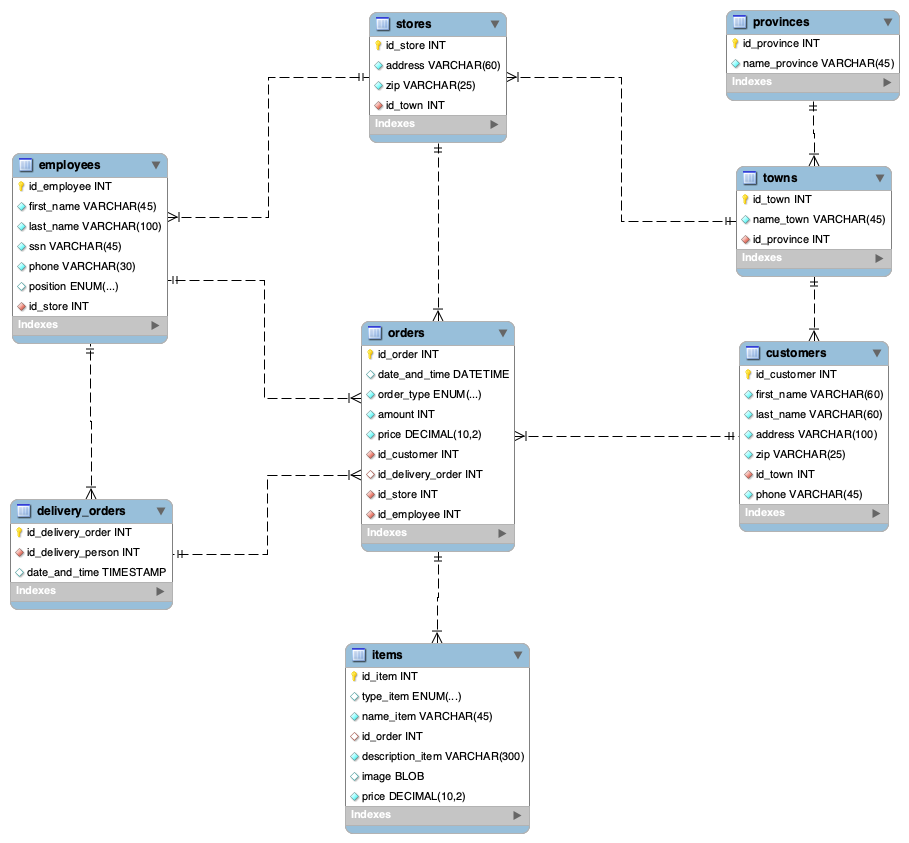 stores
id_store INT
address VARCHAR(60)
zip VARCHAR(25)
id_town INT
Indexes
provinces
id_province INT
name_province VARCHAR(45)
Indexes
employees
id_employee INT
first_name VARCHAR(45)
last_name VARCHAR(100)
ssn VARCHAR(45)
phone VARCHAR(30)
position ENUM(...)
id_store INT
Indexes
towns
id_town INT
name_town VARCHAR(45)
id_province INT
Indexes
orders
id_order INT
date_and_time DATETIME
order_type ENUM(...)
amount INT
price DECIMAL(10,2)
id_customer INT
id_delivery_order INT
id_store INT
id_employee INT
Indexes
customers
id_customer INT
first_name VARCHAR(60)
last_name VARCHAR(60)
address VARCHAR(100)
zip VARCHAR(25)
id_town INT
phone VARCHAR(45)
Indexes
delivery_orders
id_delivery_order INT
id_delivery_person INT
date_and_time TIMESTAMP
Indexes
items
id_item INT
type_item ENUM(...)
name_item VARCHAR(45)
id_order INT
description_item VARCHAR(300)
image BLOB
price DECIMAL(10,2)
Indexes